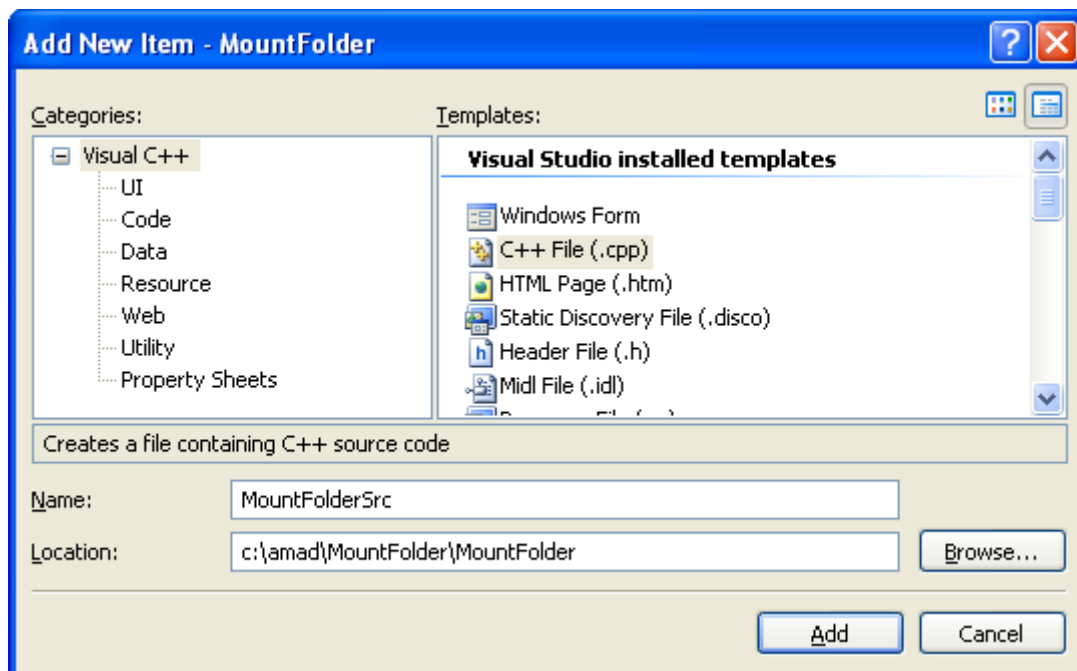 Add New Item - MountFolder
Categories:
Templates:
Visual C++
UI
Code
Data
Resource
Web
Utility
Property Sheets
Visual Studio installed templates
Windows Form
C++ File (.cpp)
HTML Page (.htm)
Static Discovery File (.disco)
Header File (.h)
Midl File (.idl)
Creates a file containing C++ source code
Name:
MountFolderSrc
Location:
c:\amad\MountFolder\MountFolder
Browse...
Add
Cancel